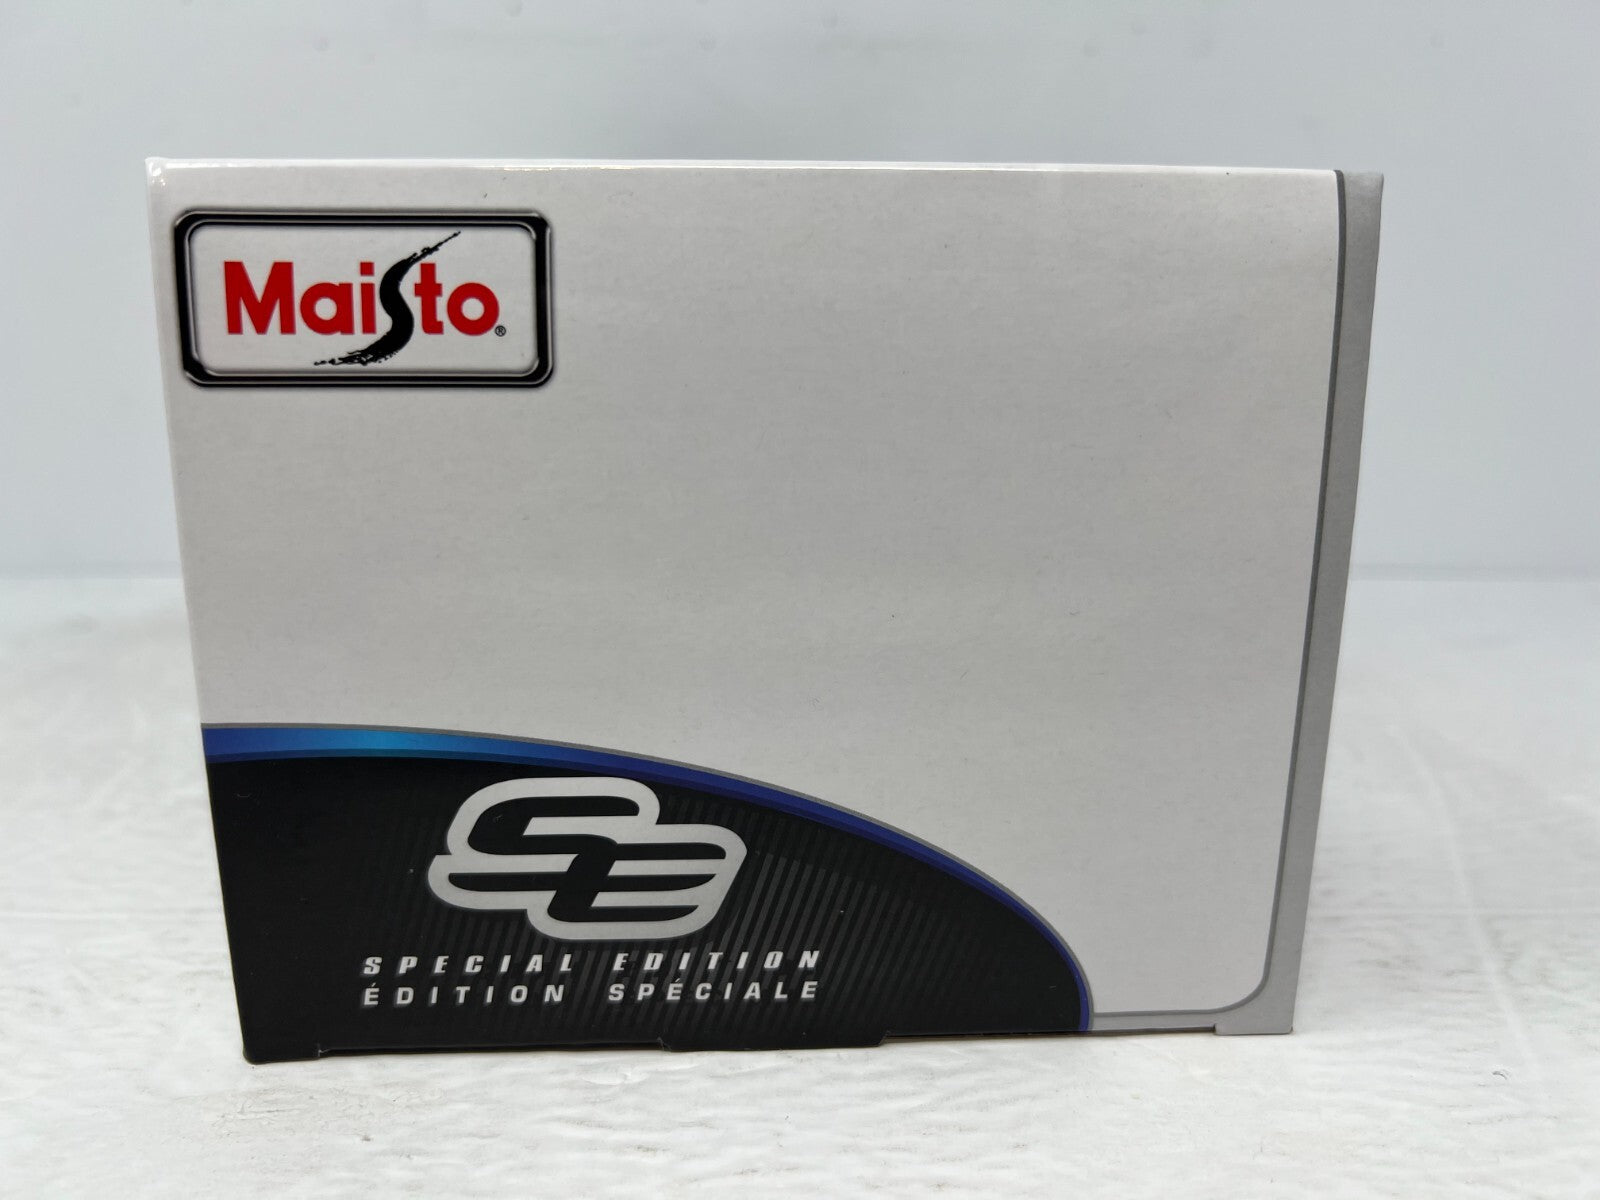 Maisto®
SE
SPECIAL EDITION
ÉDITION SPÉCIALE